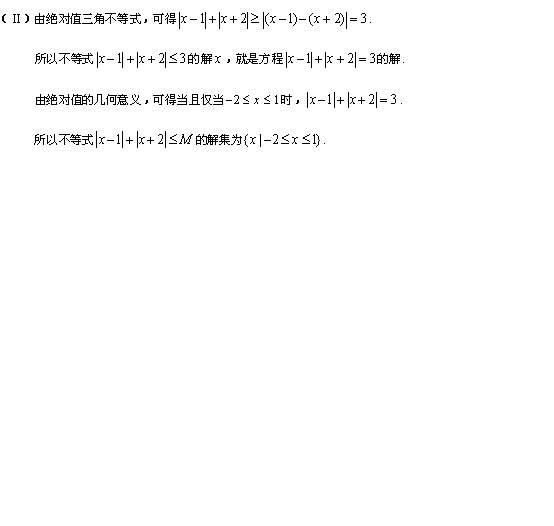 （II）由绝对值三角不等式，可得|x－1|+|x+2|≥|(x－1)－(x+2)|=3．
所以不等式|x－1|+|x+2|≤3的解x，就是方程|x－1|+|x+2|=3的解．
由绝对值的几何意义，可得当且仅当－2≤x≤1时，|x－1|+|x+2|=3．
所以不等式|x－1|+|x+2|≤M的解集为{x|－2≤x≤1}．